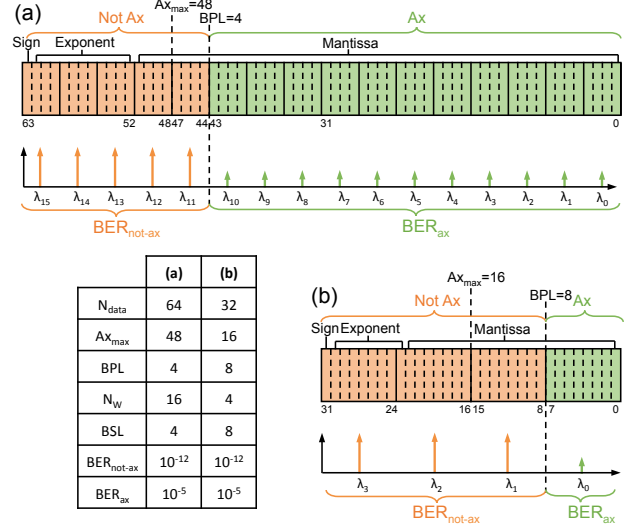 (a)
Ax_max=48
BPL=4
Not Ax
Ax
Sign
Exponent
Mantissa
63 52 48 47 44 43 31 0
λ15 λ14 λ13 λ12 λ11 λ10 λ9 λ8 λ7 λ6 λ5 λ4 λ3 λ2 λ1 λ0
BER_not-ax
BER_ax
(a) (b)
N_data 64 32
Ax_max 48 16
BPL 4 8
N_W 16 4
BSL 4 8
BER_not-ax 10^-12 10^-12
BER_ax 10^-5 10^-5
(b)
Ax_max=16
BPL=8
Not Ax
Ax
Sign Exponent Mantissa
31 24 16 15 8 7 0
λ3 λ2 λ1 λ0
BER_not-ax
BER_ax